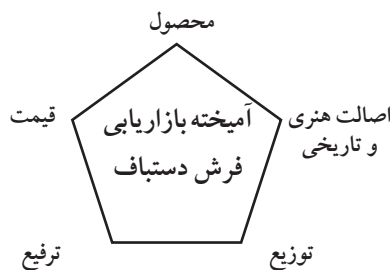 محصول
اصالت هنری
و تاریخی
آمیخته بازاریابی
فرش دستباف
قیمت
توزیع
ترفیع